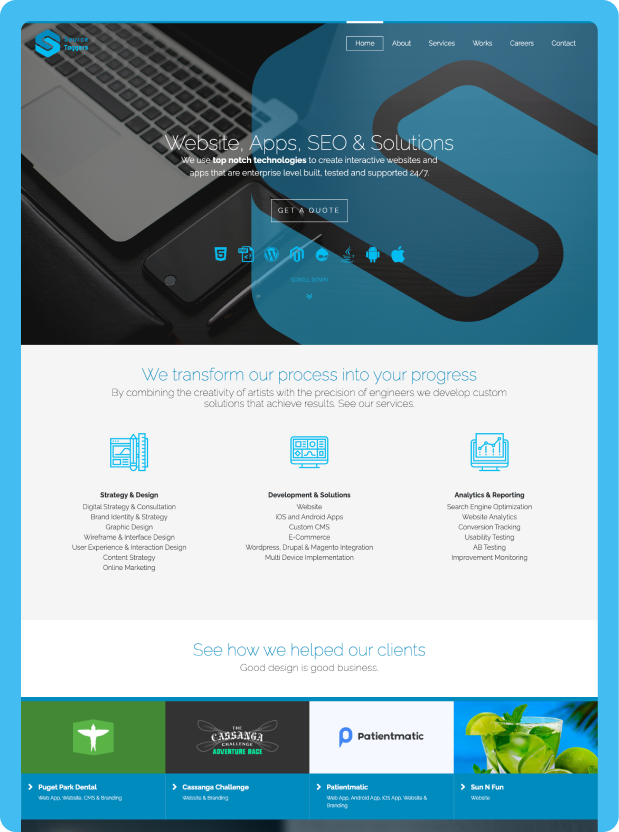 Source
Taggers
Home About Services Works Careers Contact
Website, Apps, SEO & Solutions
We use top notch technologies to create interactive websites and
apps that are enterprise level built, tested and supported 24/7.
GET A QUOTE
SCROLL DOWN
We transform our process into your progress
By combining the creativity of artists with the precision of engineers we develop custom
solutions that achieve results. See our services.
Strategy & Design
Digital Strategy & Consultation
Brand Identity & Strategy
Graphic Design
Wireframe & Interface Design
User Experience & Interaction Design
Content Strategy
Online Marketing
Development & Solutions
Website
iOS and Android Apps
Custom CMS
E-Commerce
Wordpress, Drupal & Magento Integration
Multi Device Implementation
Analytics & Reporting
Search Engine Optimization
Website Analytics
Conversion Tracking
Usability Testing
AB Testing
Improvement Monitoring
See how we helped our clients
Good design is good business.
THE
CASSANGA
CHALLENGE
ADVENTURE RACE
Patientmatic
Puget Park Dental
Web App, Website, CMS & Branding
Cassanga Challenge
Website & Branding
Patientmatic
Web App, Android App, iOS App, Website &
Branding
Sun N Fun
Website